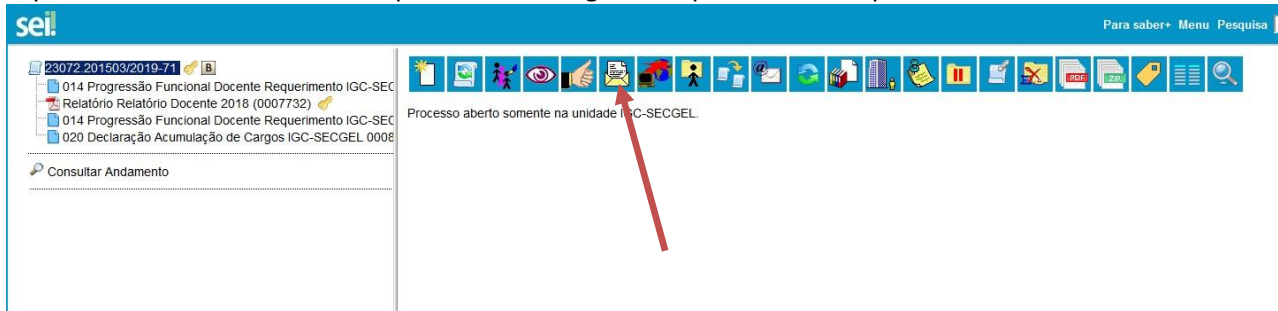 sei!
Para saber+ Menu Pesquisa
23072.201503/2019-71 B
014 Progressão Funcional Docente Requerimento IGC-SEC
Relatório Relatório Docente 2018 (0007732)
014 Progressão Funcional Docente Requerimento IGC-SEC
020 Declaração Acumulação de Cargos IGC-SECGEL 0008
Consultar Andamento
Processo aberto somente na unidade IGC-SECGEL.
PDF
ZIP